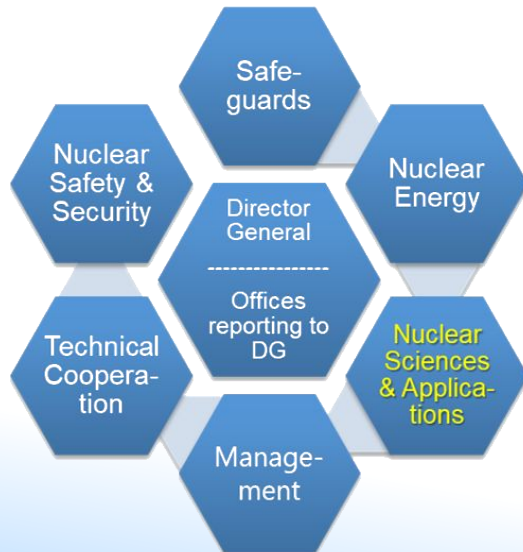 Safe-
guards
Nuclear
Safety &
Security
Nuclear
Energy
Director
General
----------------
Offices
reporting to
DG
Technical
Coopera-
tion
Nuclear
Sciences
& Applica-
tions
Manage-
ment